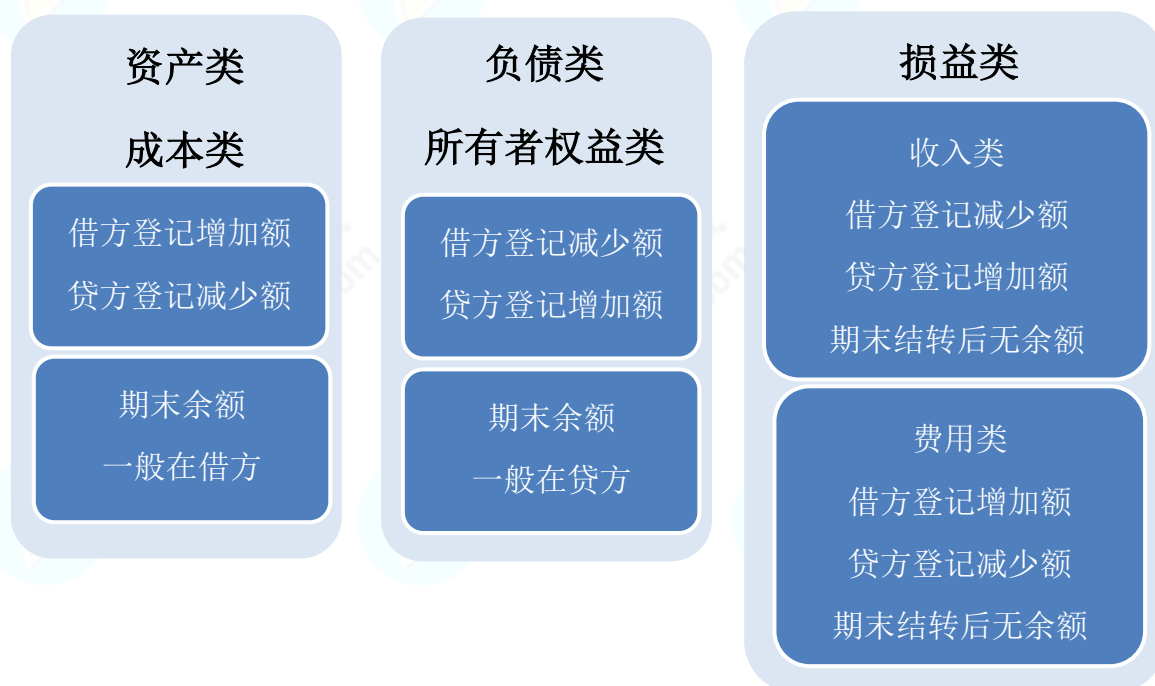 资产类
成本类
借方登记增加额
贷方登记减少额
期末余额
一般在借方
负债类
所有者权益类
借方登记减少额
贷方登记增加额
期末余额
一般在贷方
损益类
收入类
借方登记减少额
贷方登记增加额
期末结转后无余额
费用类
借方登记增加额
贷方登记减少额
期末结转后无余额